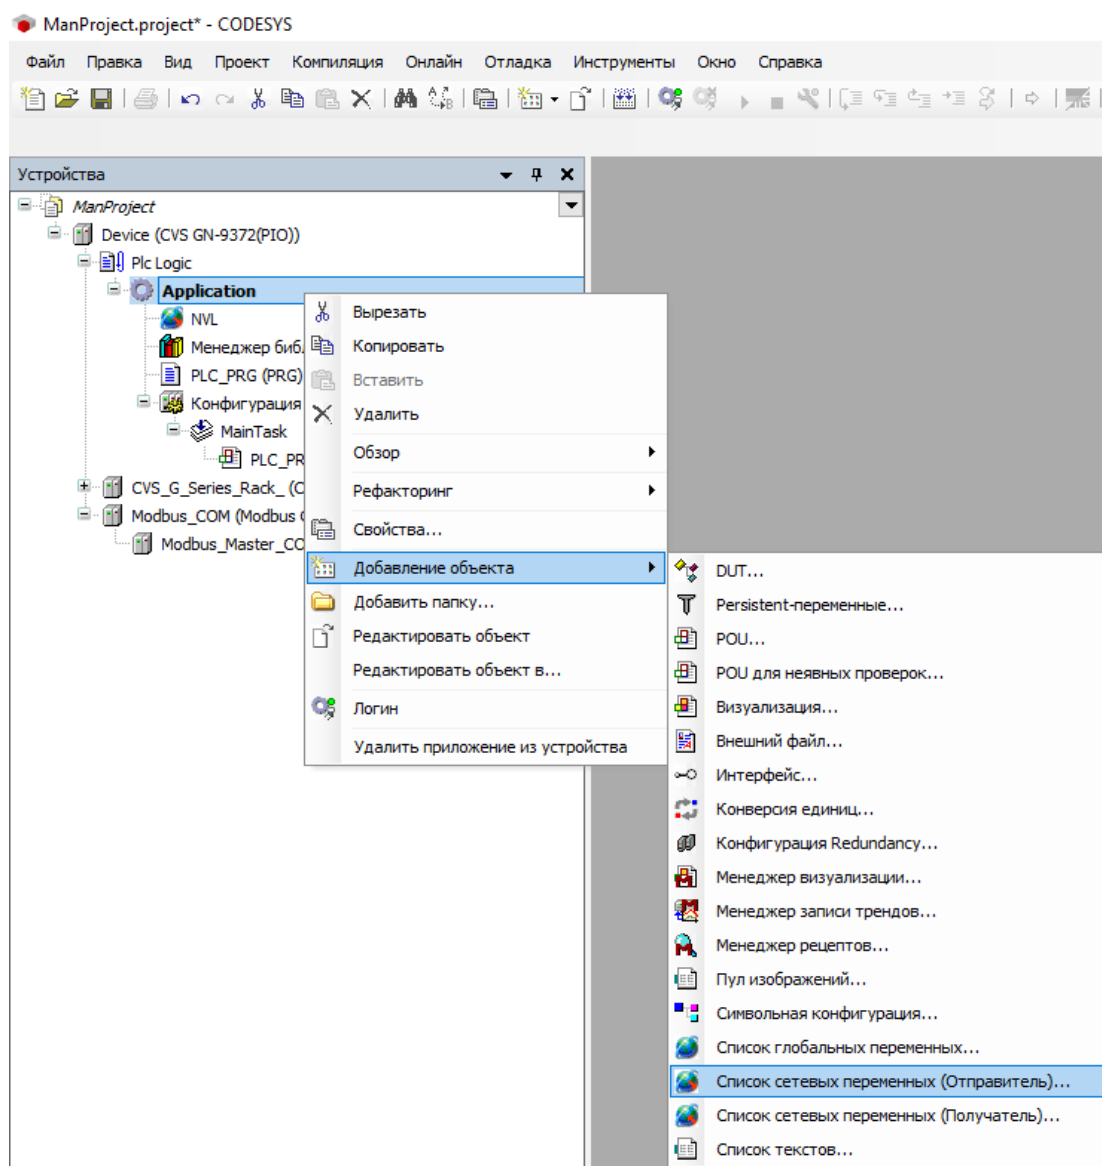 ManProject.project* - CODESYS
Файл Правка Вид Проект Компиляция Онлайн Отладка Инструменты Окно Справка
Устройства
ManProject
Device (CVS GN-9372(PIO))
Plc Logic
Application
NVL
Менеджер биб.
PLC_PRG (PRG)
Конфигурация
MainTask
PLC_PR
CVS_G_Series_Rack_ (C
Modbus_COM (Modbus
Modbus_Master_CO
Вырезать
Копировать
Вставить
Удалить
Обзор
Рефакторинг
Свойства...
Добавление объекта
Добавить папку...
Редактировать объект
Редактировать объект в...
Логин
Удалить приложение из устройства
DUT...
Persistent-переменные...
POU...
POU для неявных проверок...
Визуализация...
Внешний файл...
Интерфейс...
Конверсия единиц...
Конфигурация Redundancy...
Менеджер визуализации...
Менеджер записи трендов...
Менеджер рецептов...
Пул изображений...
Символьная конфигурация...
Список глобальных переменных...
Список сетевых переменных (Отправитель)...
Список сетевых переменных (Получатель)...
Список текстов...